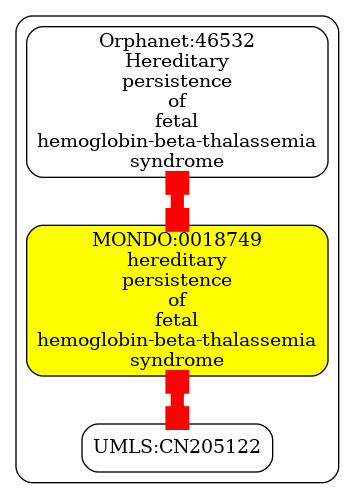 Orphanet:46532
Hereditary
persistence
of
fetal
hemoglobin-beta-thalassemia
syndrome
MONDO:0018749
hereditary
persistence
of
fetal
hemoglobin-beta-thalassemia
syndrome
UMLS:CN205122